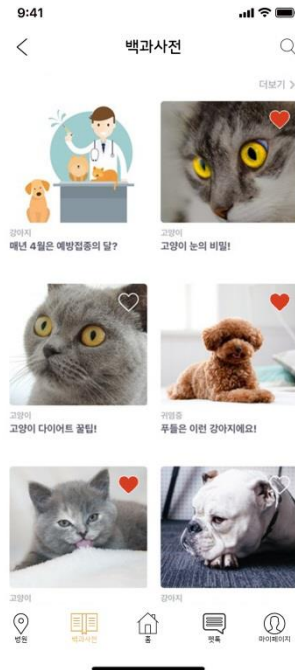 9:41
백과사전
더보기 >
강아지
매년 4월은 예방접종의 달?
고양이
고양이 눈의 비밀!
고양이
고양이 다이어트 꿀팁!
귀염둥
푸들은 이런 강아지에요!
고양이
강아지
병원
백과사전
홈
펫톡
마이페이지